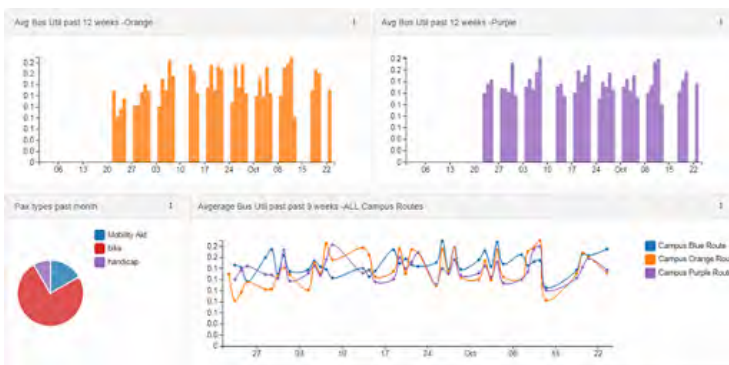 Avg Bus Util past 12 weeks -Orange
0.2
0.2
0.2
0.1
0.1
0.1
0.1
0.0
0.0
0
06 13 20 27 03 10 17 24 Oct 08 15 22
Avg Bus Util past 12 weeks -Purple
0.2
0.2
0.2
0.1
0.1
0.1
0.1
0.0
0.0
0
06 13 20 27 03 10 17 24 Oct 08 15 22
Pax types past month
Mobility Aid
bike
handicap
Avgerage Bus Util past past 9 weeks -ALL Campus Routes
0.2
0.2
0.2
0.1
0.1
0.1
0.1
0.0
0.0
0
27 03 10 17 24 Oct 08 15 22
Campus Blue Route
Campus Orange Rou
Campus Purple Rout